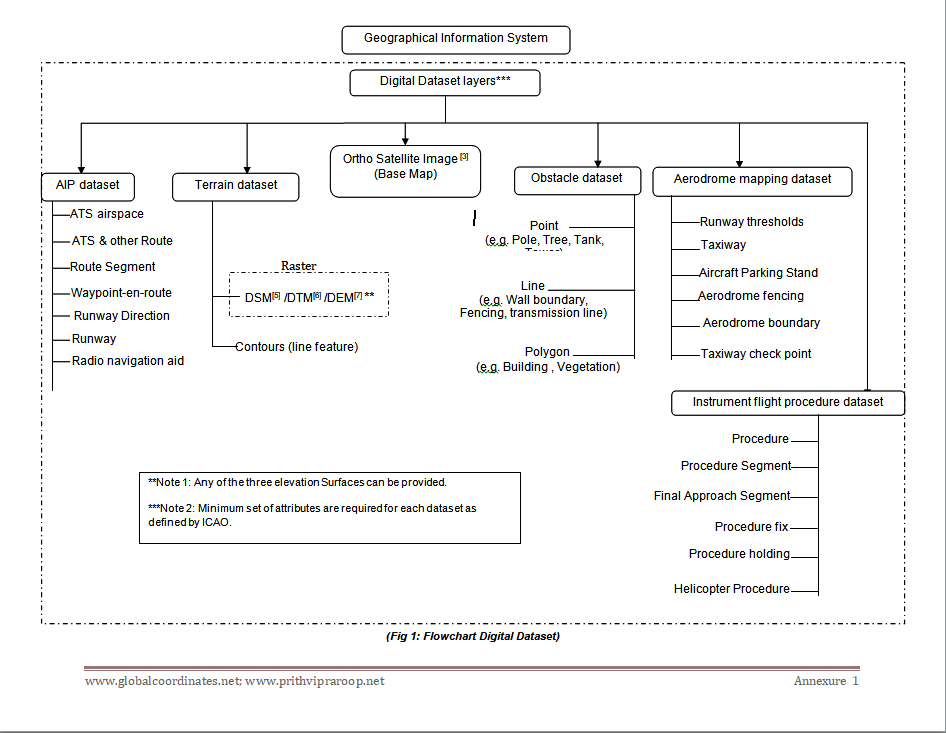 Geographical Information System
Digital Dataset layers***
AIP dataset
ATS airspace
ATS & other Route
Route Segment
Waypoint-en-route
Runway Direction
Runway
Radio navigation aid
Terrain dataset
Raster
DSM[5] /DTM[6] /DEM[7] **
Contours (line feature)
Ortho Satellite Image [3]
(Base Map)
Obstacle dataset
Point
(e.g. Pole, Tree, Tank,
Line
(e.g. Wall boundary,
Fencing, transmission line)
Polygon
(e.g. Building , Vegetation)
Aerodrome mapping dataset
Runway thresholds
Taxiway
Aircraft Parking Stand
Aerodrome fencing
Aerodrome boundary
Taxiway check point
Instrument flight procedure dataset
Procedure
Procedure Segment
Final Approach Segment
Procedure fix
Procedure holding
Helicopter Procedure
**Note 1: Any of the three elevation Surfaces can be provided.
***Note 2: Minimum set of attributes are required for each dataset as
defined by ICAO.
(Fig 1: Flowchart Digital Dataset)
www.globalcoordinates.net; www.prithvipraroop.net
Annexure 1